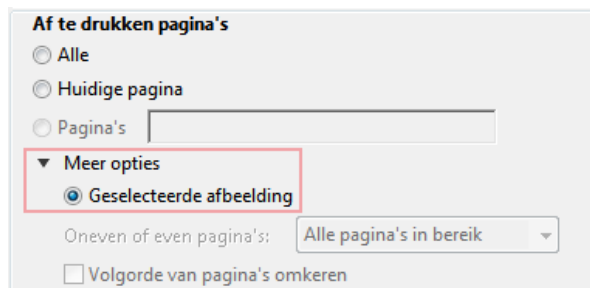 Af te drukken pagina's
Alle
Huidige pagina
Pagina's
Meer opties
Geselecteerde afbeelding
Oneven of even pagina's: Alle pagina's in bereik
Volgorde van pagina's omkeren